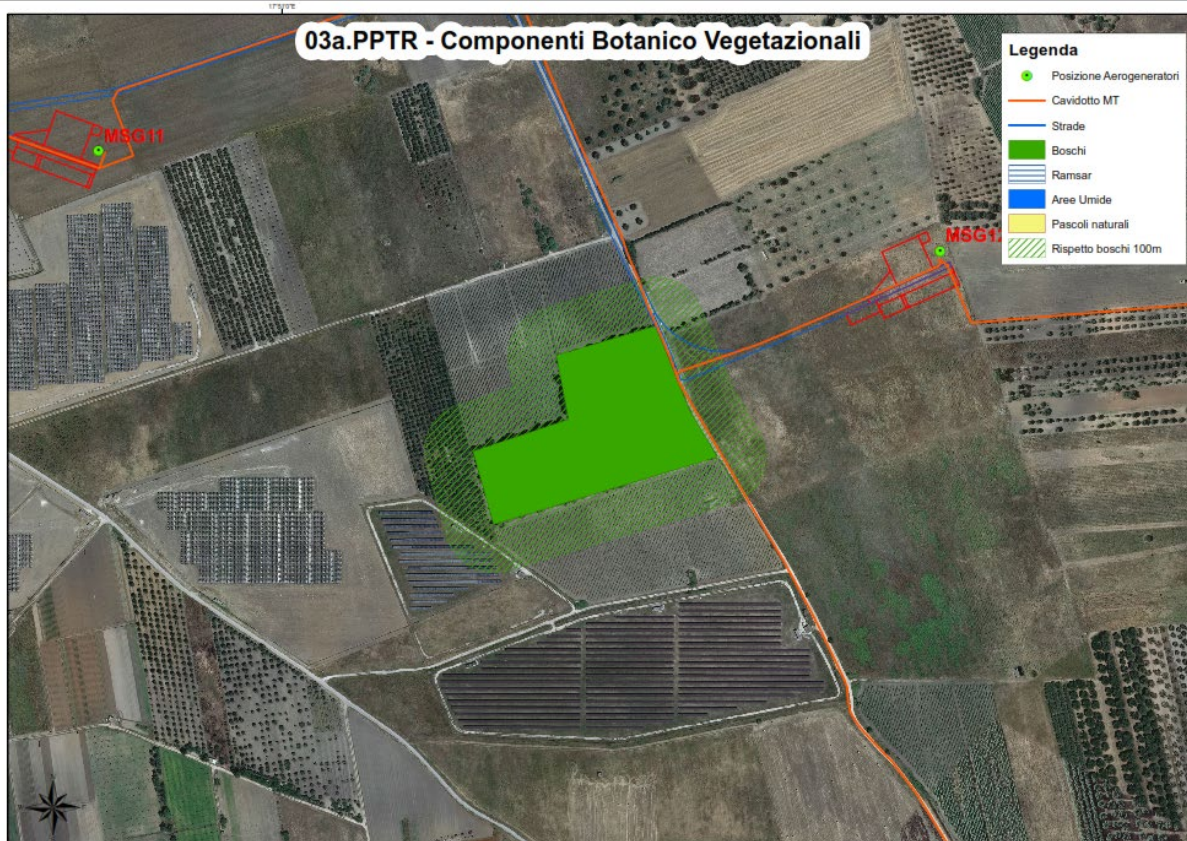 03a.PPTR - Componenti Botanico Vegetazionali
Legenda
Posizione Aerogeneratori
Cavidotto MT
Strade
Boschi
Ramsar
Aree Umide
Pascoli naturali
Rispetto boschi 100m
MSG11
MSG12